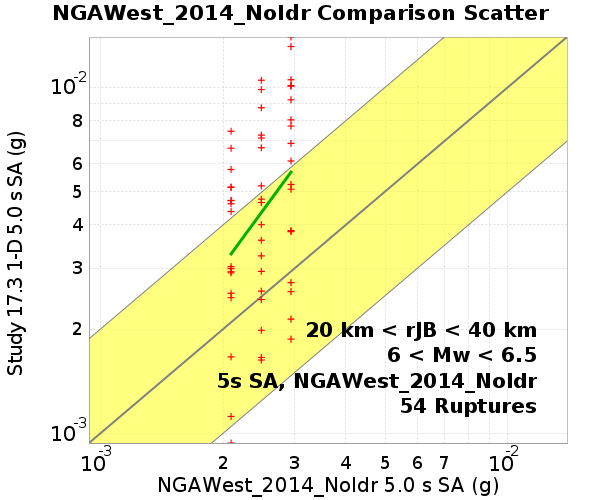 NGAWest_2014_NoIdr Comparison Scatter
Study 17.3 1-D 5.0 s SA (g)
10-2
8
6
5
4
3
2
10-3
20 km < rJB < 40 km
6 < Mw < 6.5
5s SA, NGAWest_2014_NoIdr
54 Ruptures
10-3 2 3 4 5 6 7 10-2
NGAWest_2014_NoIdr 5.0 s SA (g)